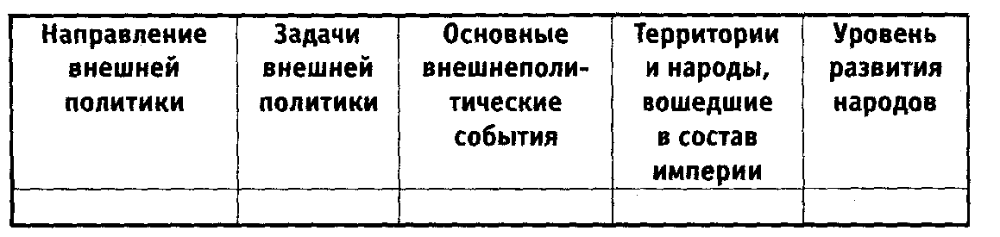 Направление
внешней
политики
Задачи
внешней
политики
Основные
внешнеполи-
тические
события
Территории
и народы,
вошедшие
в состав
империи
Уровень
развития
народов